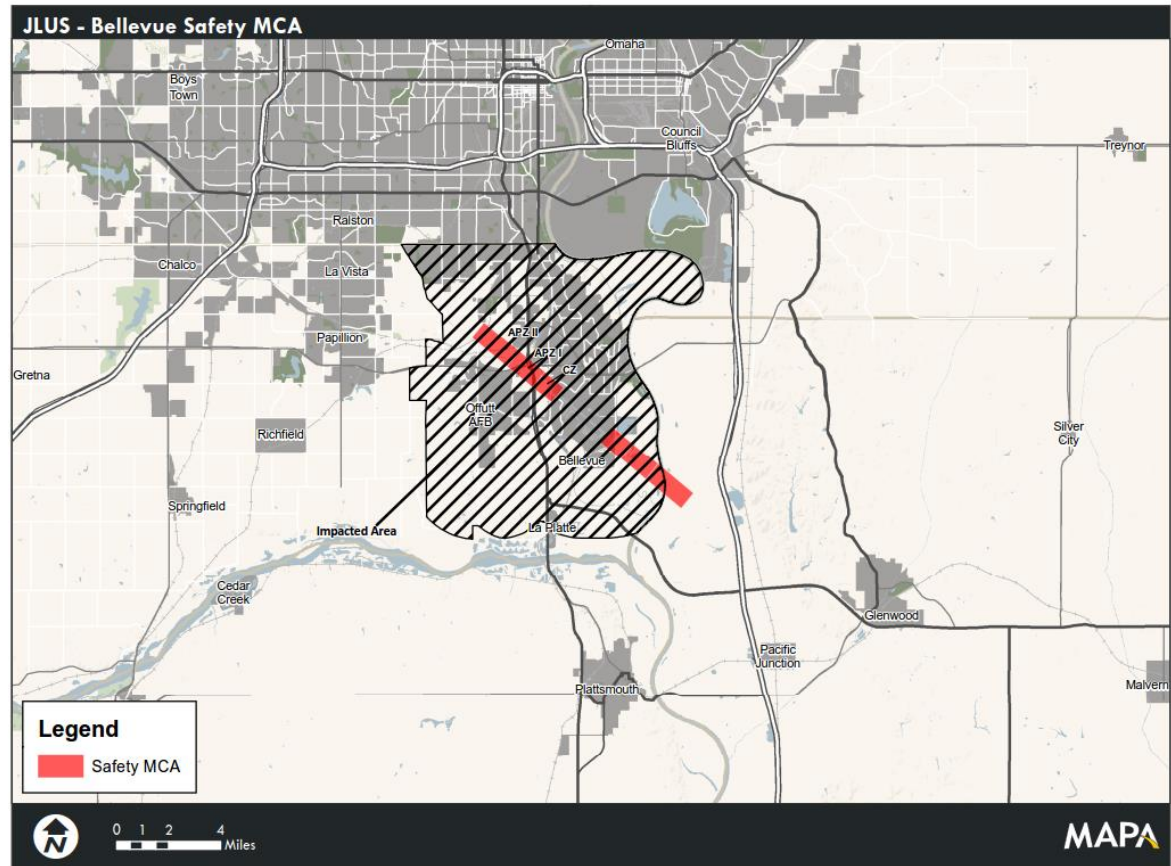 JLUS - Bellevue Safety MCA
Omaha
Boys
Town
Council
Bluffs
Treynor
Ralston
Chalco
La Vista
APZ II
Papillion
APZ I
CZ
Gretna
Offutt
AFB
Richfield
Silver
City
Bellevue
Springfield
Impacted Area
La Platte
Cedar
Creek
Glenwood
Pacific
Junction
Plattsmouth
Malvern
Legend
Safety MCA
N
0 1 2 4
Miles
MAPA